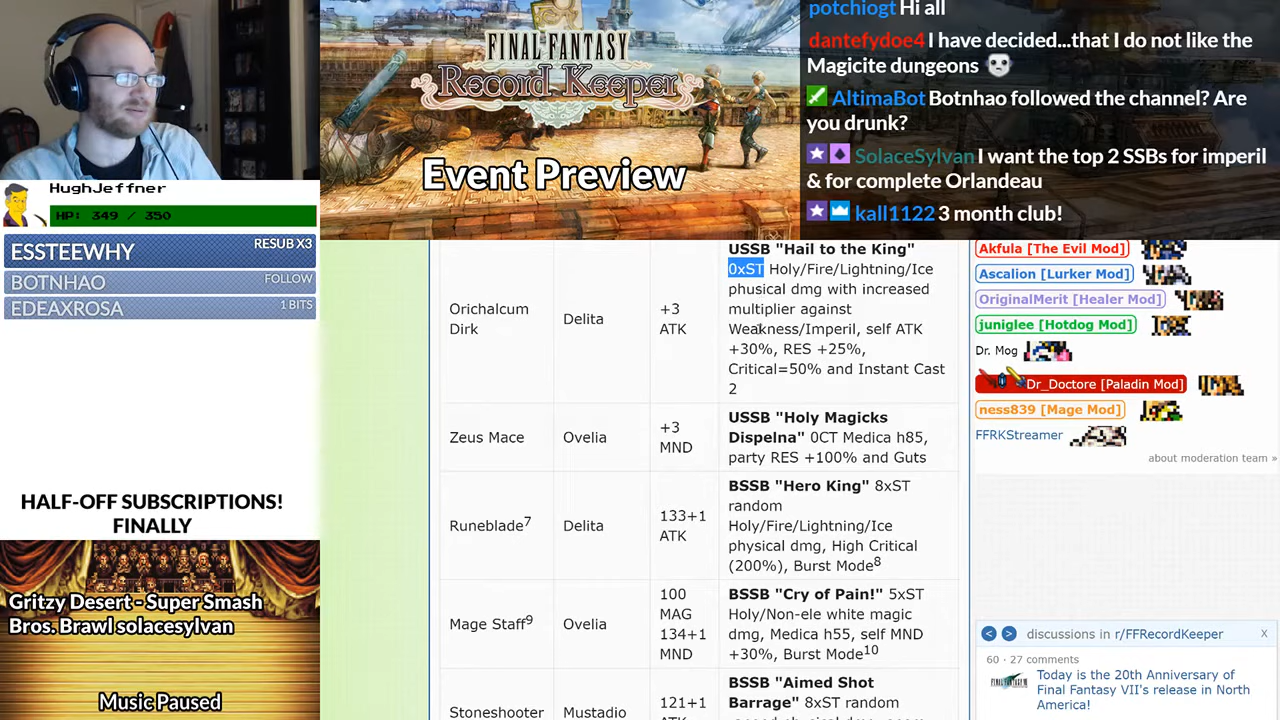 HughJeffner
HP: 349 / 350
ESSTEEWHY RESUB X3
BOTNHAO FOLLOW
EDEAXROSA 1 BITS
HALF-OFF SUBSCRIPTIONS!
FINALLY
Gritzy Desert - Super Smash
Bros. Brawl solacesylvan
Music Paused
FINAL FANTASY
Record Keeper
Event Preview
potchiogt Hi all
dantefydoe4 I have decided...that I do not like the
Magicite dungeons
AltimaBot Botnhao followed the channel? Are
you drunk?
SolaceSylvan I want the top 2 SSBs for imperil
& for complete Orlandeau
kall1122 3 month club!
Orichalcum
Dirk
Delita
+3
ATK
USSB "Hail to the King"
0xST Holy/Fire/Lightning/Ice
phusical dmg with increased
multiplier against
Weakness/Imperil, self ATK
+30%, RES +25%,
Critical=50% and Instant Cast
2
Zeus Mace
Ovelia
+3
MND
USSB "Holy Magicks
Dispelna" 0CT Medica h85,
party RES +100% and Guts
Runeblade7
Delita
133+1
ATK
BSSB "Hero King" 8xST
random
Holy/Fire/Lightning/Ice
physical dmg, High Critical
(200%), Burst Mode8
Mage Staff9
Ovelia
100
MAG
134+1
MND
BSSB "Cry of Pain!" 5xST
Holy/Non-ele white magic
dmg, Medica h55, self MND
+30%, Burst Mode10
Stoneshooter
Mustadio
121+1
BSSB "Aimed Shot
Barrage" 8xST random
Akfula [The Evil Mod]
Ascalion [Lurker Mod]
OriginalMerit [Healer Mod]
juniglee [Hotdog Mod]
Dr. Mog
Dr_Doctore [Paladin Mod]
ness839 [Mage Mod]
FFRKStreamer
about moderation team »
< > discussions in r/FFRecordKeeper X
60 · 27 comments
Today is the 20th Anniversary of
Final Fantasy VII's release in North
America!